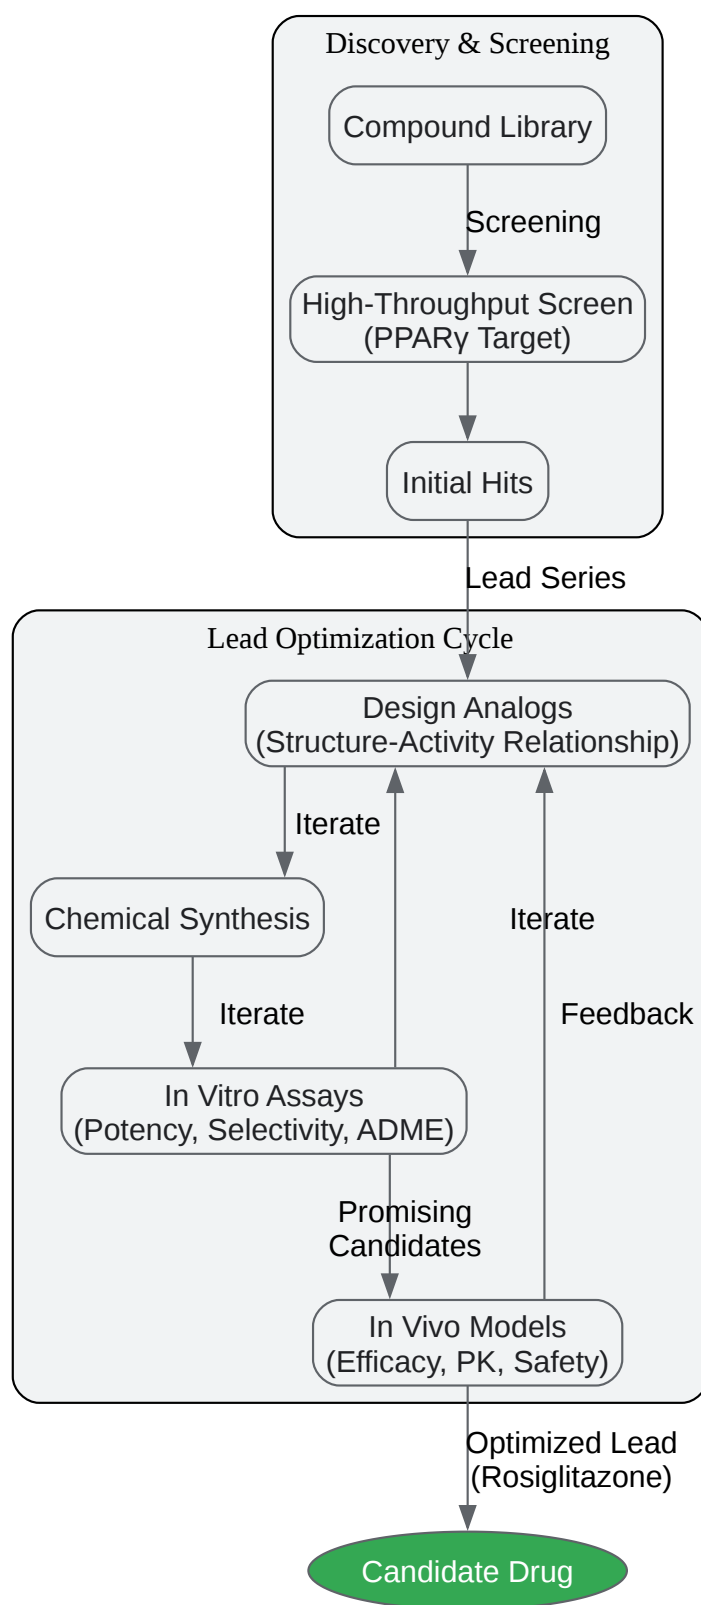 Discovery & Screening
Compound Library
Screening
High-Throughput Screen
(PPARγ Target)
Initial Hits
Lead Series
Lead Optimization Cycle
Design Analogs
(Structure-Activity Relationship)
Iterate
Chemical Synthesis
Iterate
Iterate
Feedback
In Vitro Assays
(Potency, Selectivity, ADME)
Promising
Candidates
In Vivo Models
(Efficacy, PK, Safety)
Optimized Lead
(Rosiglitazone)
Candidate Drug